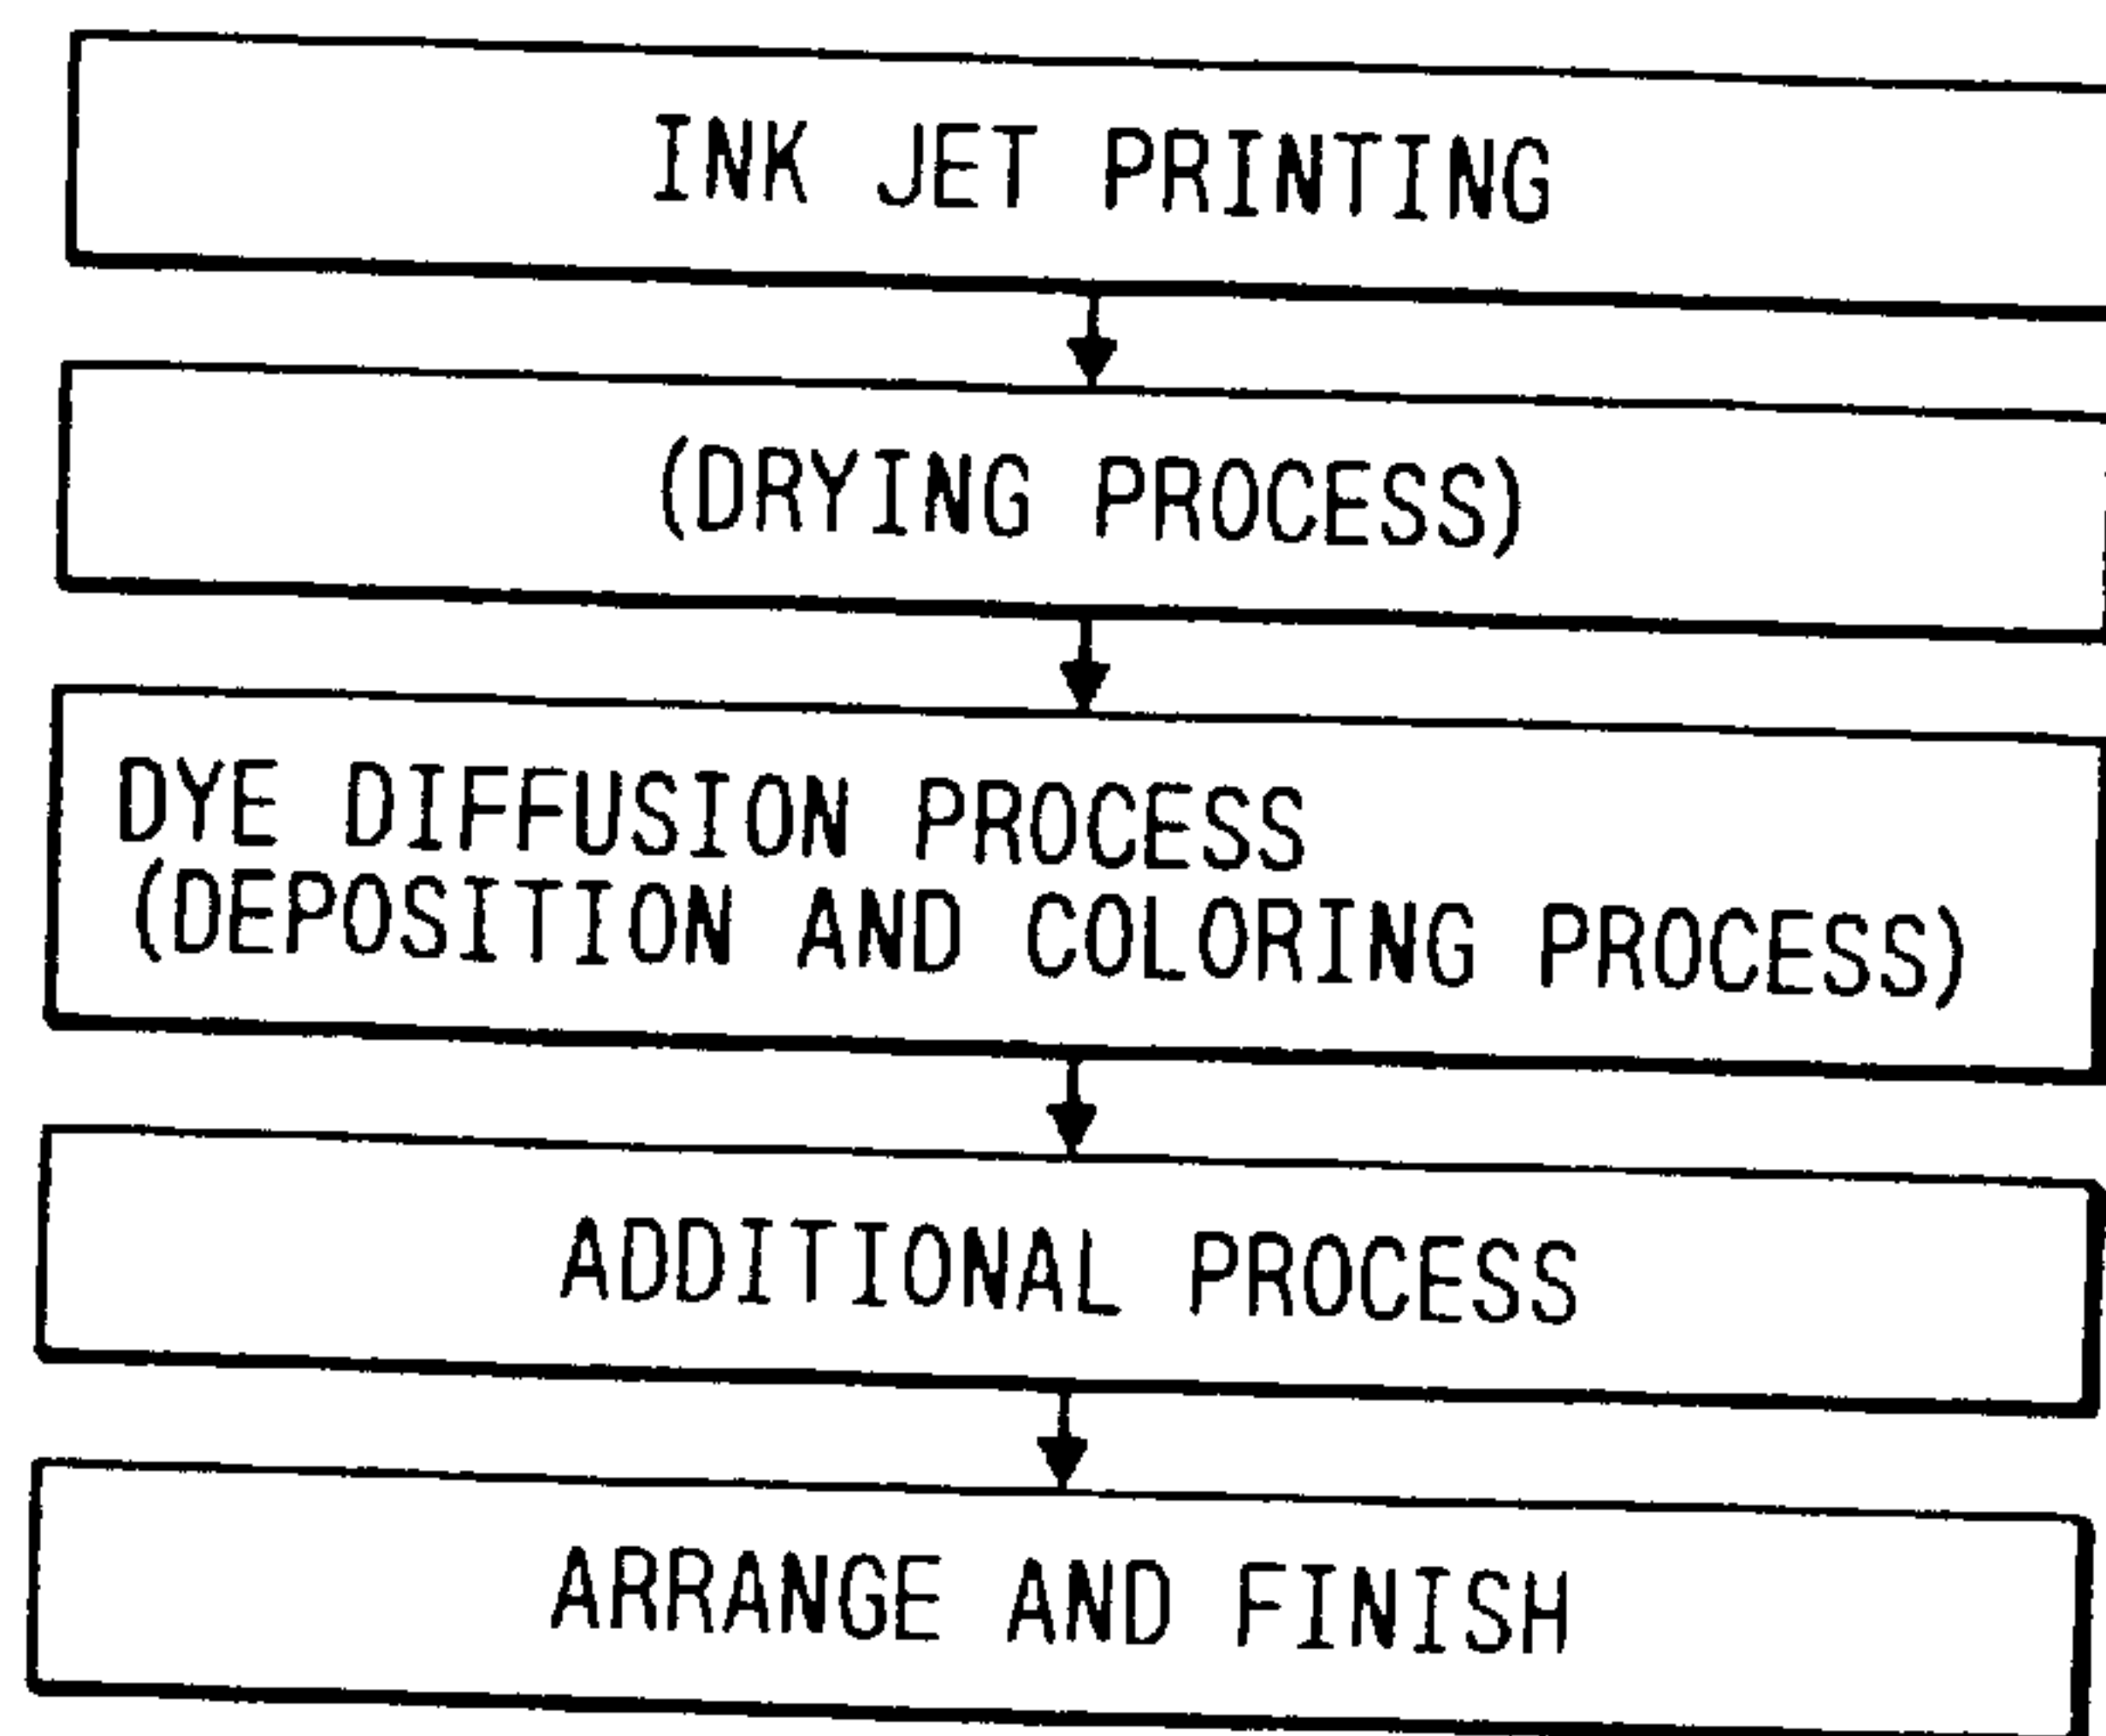 INK JET PRINTING
(DRYING PROCESS)
DYE DIFFUSION PROCESS
(DEPOSITION AND COLORING PROCESS)
ADDITIONAL PROCESS
ARRANGE AND FINISH